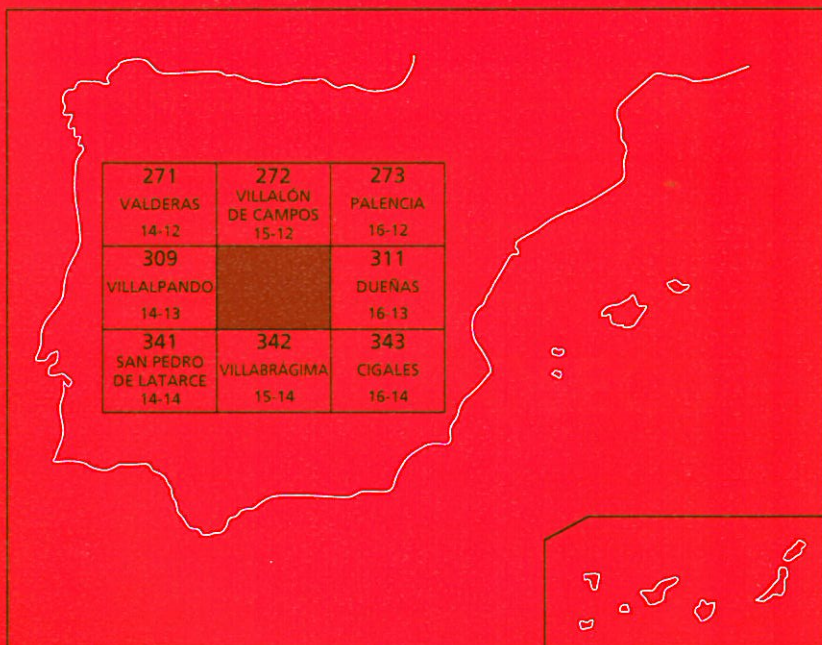 271
VALDERAS
14-12
272
VILLALÓN
DE CAMPOS
15-12
273
PALENCIA
16-12
309
VILLALPANDO
14-13
311
DUEÑAS
16-13
341
SAN PEDRO
DE LATARCE
14-14
342
VILLABRÁGIMA
15-14
343
CIGALES
16-14